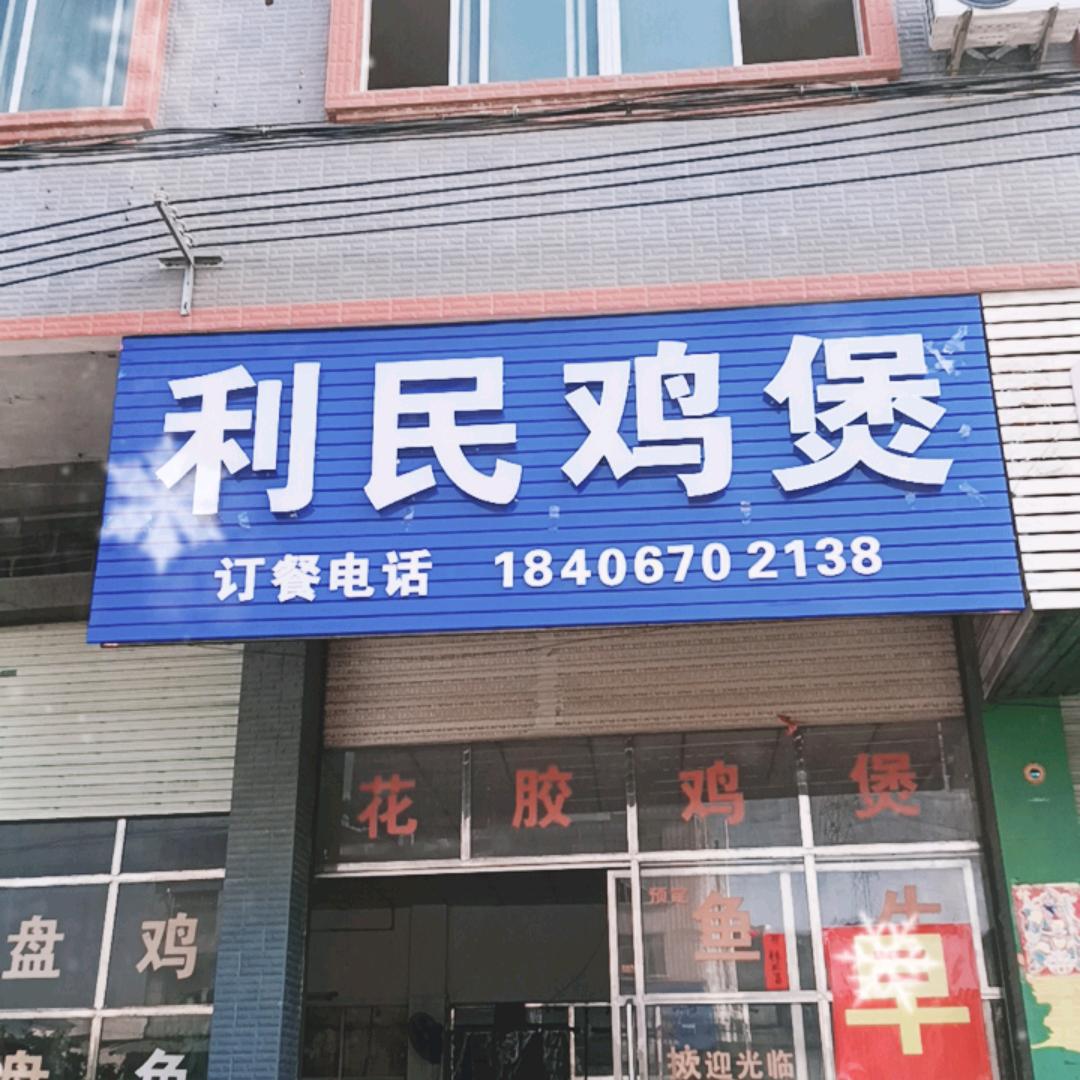 利民鸡煲
订餐电话 18406702138
花胶鸡煲
预定
鱼
盘鸡
鱼
欢迎光临